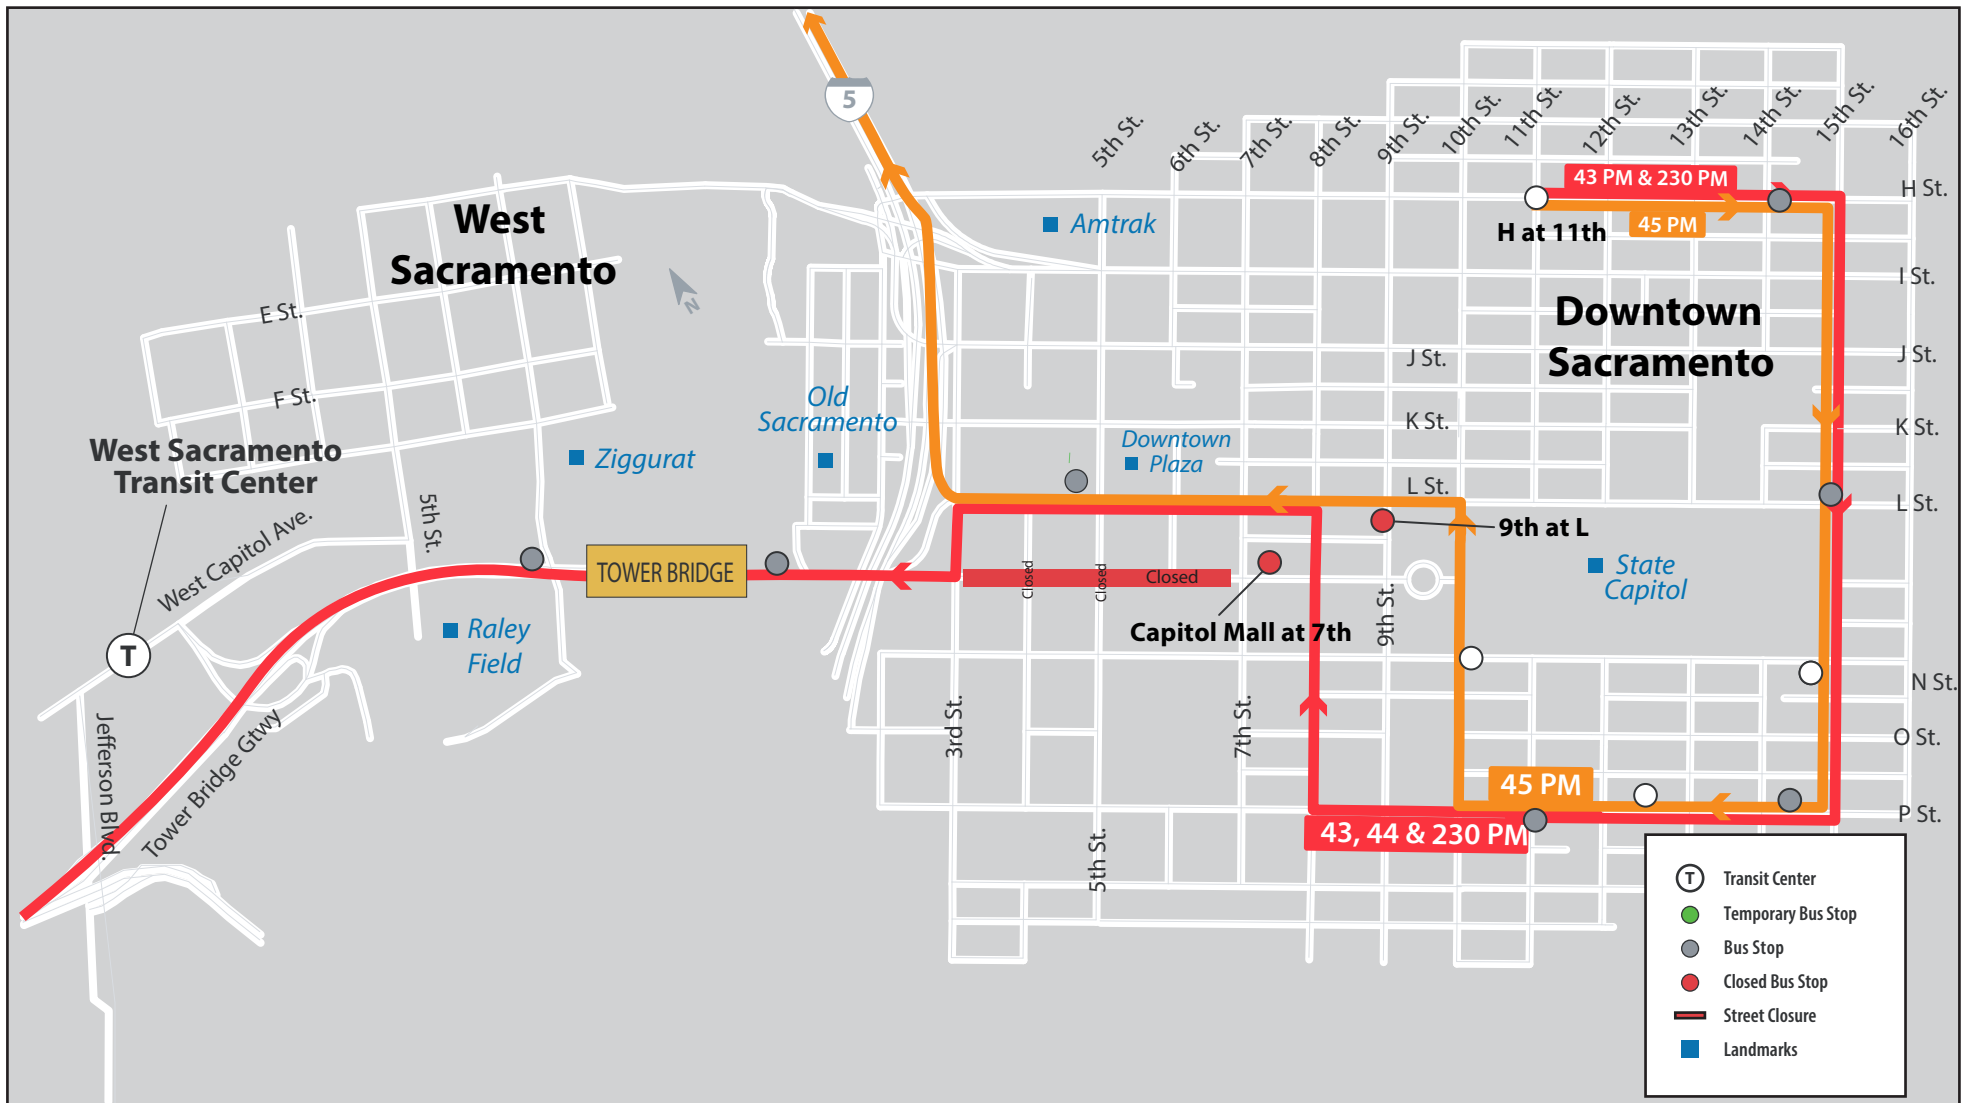 5
5th St.
6th St.
7th St.
8th St.
9th St.
10th St.
11th St.
12th St.
13th St.
14th St.
15th St.
16th St.
43 PM & 230 PM
45 PM
H at 11th
H St.
I St.
J St.
K St.
L St.
N St.
O St.
P St.
West
Sacramento
N
Amtrak
Downtown
Sacramento
E St.
F St.
J St.
K St.
L St.
Old
Sacramento
Downtown
Plaza
Ziggurat
West Sacramento
Transit Center
5th St.
West Capitol Ave.
TOWER BRIDGE
Closed
Closed
Closed
9th at L
State
Capitol
9th St.
Capitol Mall at 7th
Raley
Field
T
Jefferson Blvd.
Tower Bridge Gtwy
3rd St.
7th St.
5th St.
45 PM
43, 44 & 230 PM
T
Transit Center
Temporary Bus Stop
Bus Stop
Closed Bus Stop
Street Closure
Landmarks